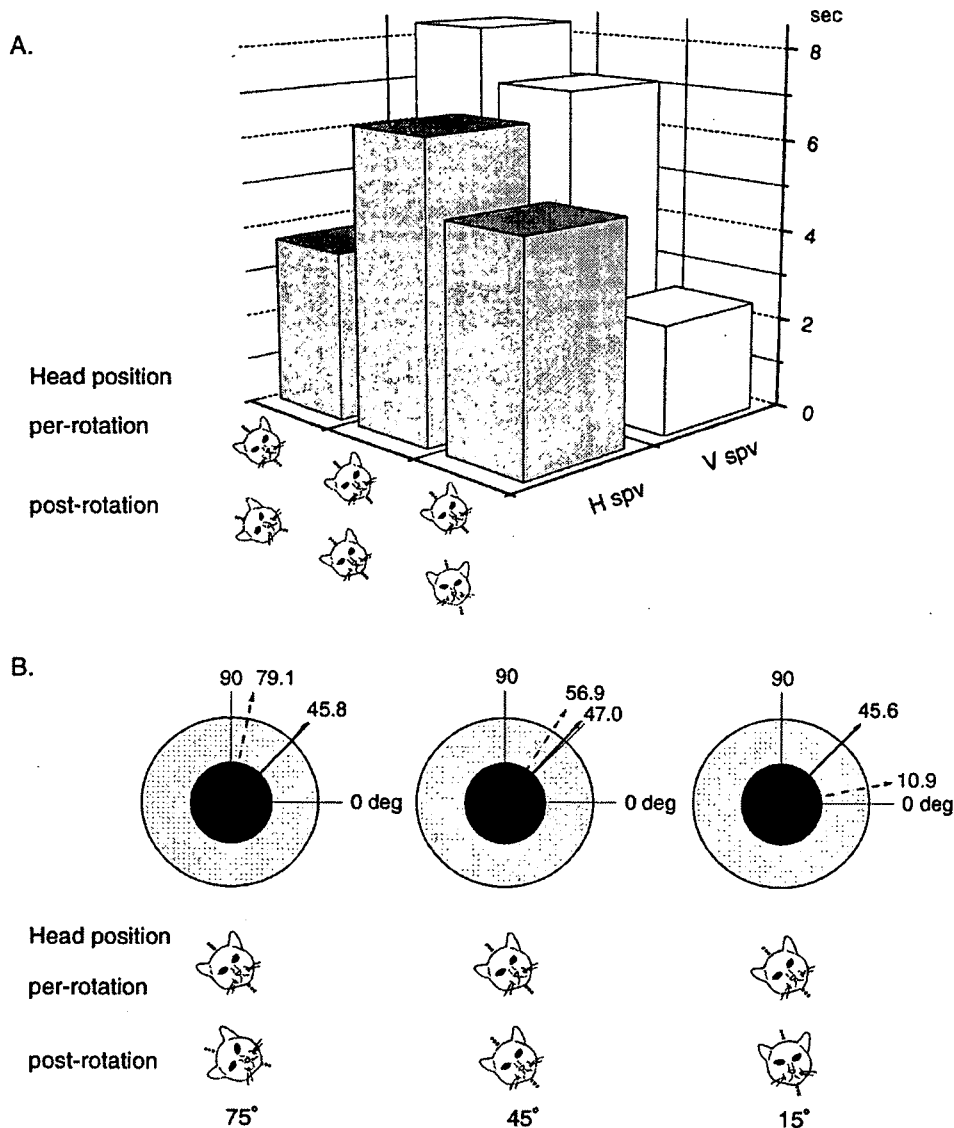 A.
sec
8
6
4
2
0
H spv
V spv
Head position
per-rotation
post-rotation
B.
90
79.1
45.8
0 deg
90
56.9
47.0
0 deg
90
45.6
10.9
0 deg
Head position
per-rotation
post-rotation
75°
45°
15°